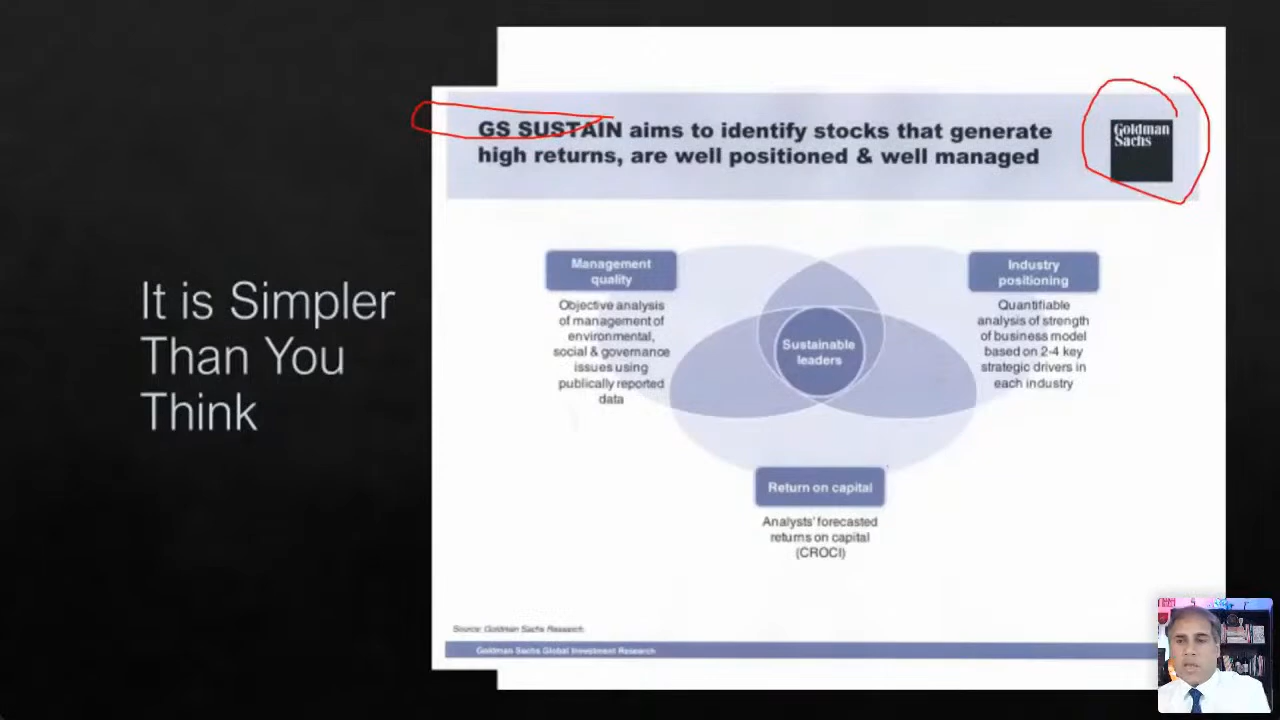 It is Simpler
Than You
Think
GS SUSTAIN aims to identify stocks that generate
high returns, are well positioned & well managed
Goldman
Sachs
Management
quality
Objective analysis
of management of
environmental,
social & governance
issues using
publically reported
data
Industry
positioning
Quantifiable
analysis of strength
of business model
based on 2-4 key
strategic drivers in
each industry
Sustainable
leaders
Return on capital
Analysts' forecasted
returns on capital
(CROCI)
Source: Goldman Sachs Research.
Goldman Sachs Global Investment Research